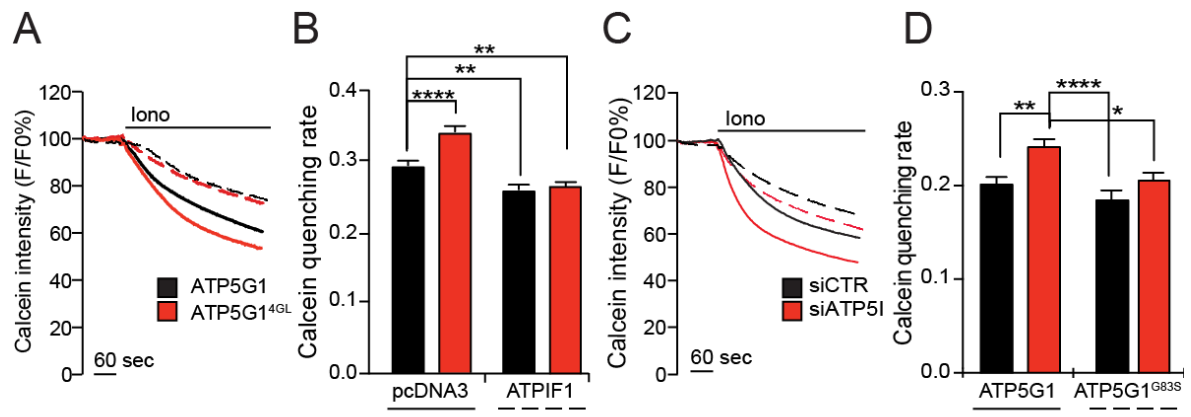 A
Calcein intensity (F/F0%)
120
100
80
60
40
20
0
Iono
ATP5G1
ATP5G1^4GL
60 sec
B
Calcein quenching rate
0.4
0.3
0.2
0.1
0.0
**
**
****
pcDNA3
ATPIF1
C
Calcein intensity (F/F0%)
120
100
80
60
40
20
0
Iono
siCTR
siATP5I
60 sec
D
Calcein quenching rate
0.3
0.2
0.1
0.0
**
****
*
ATP5G1
ATP5G1^G83S